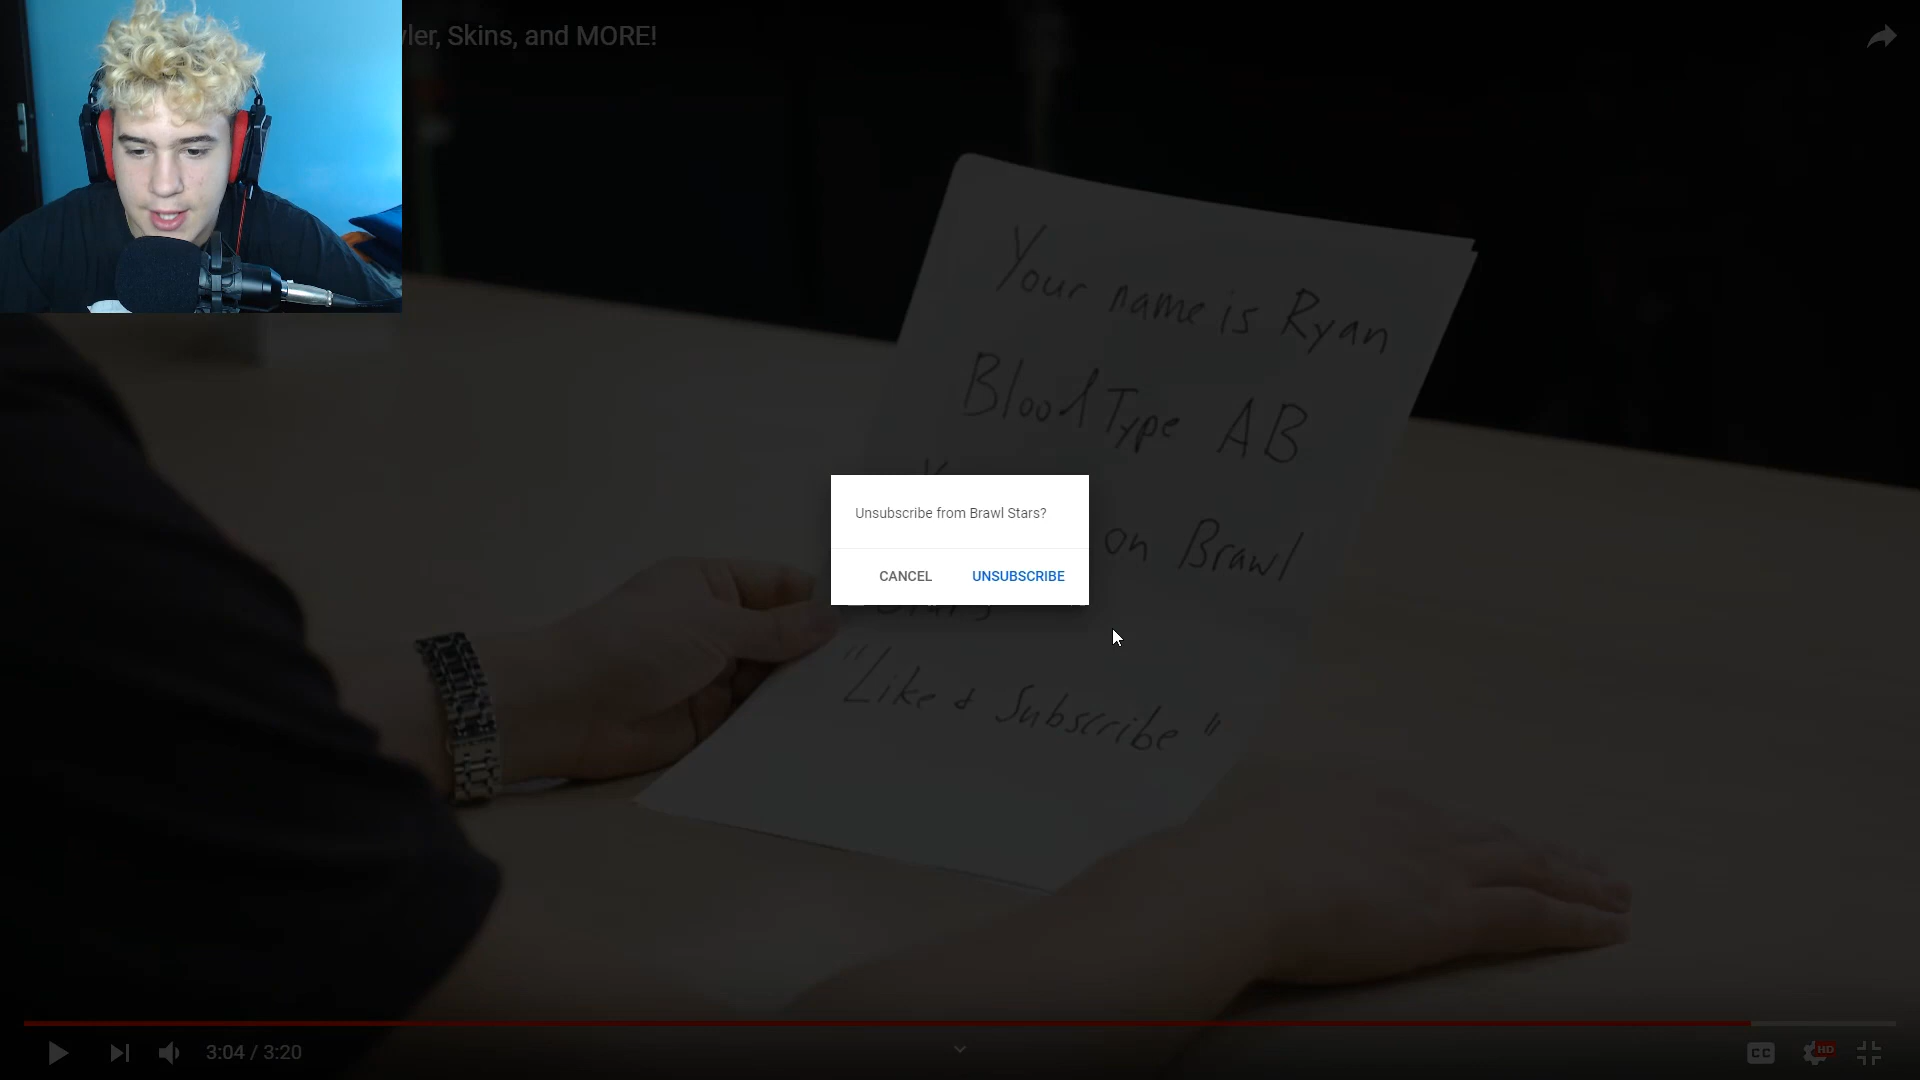 ler, Skins, and MORE!
Your name is Ryan
Blood Type AB
on Brawl
"Like & Subscribe"
Unsubscribe from Brawl Stars?
CANCEL UNSUBSCRIBE
3:04 / 3:20
CC
HD